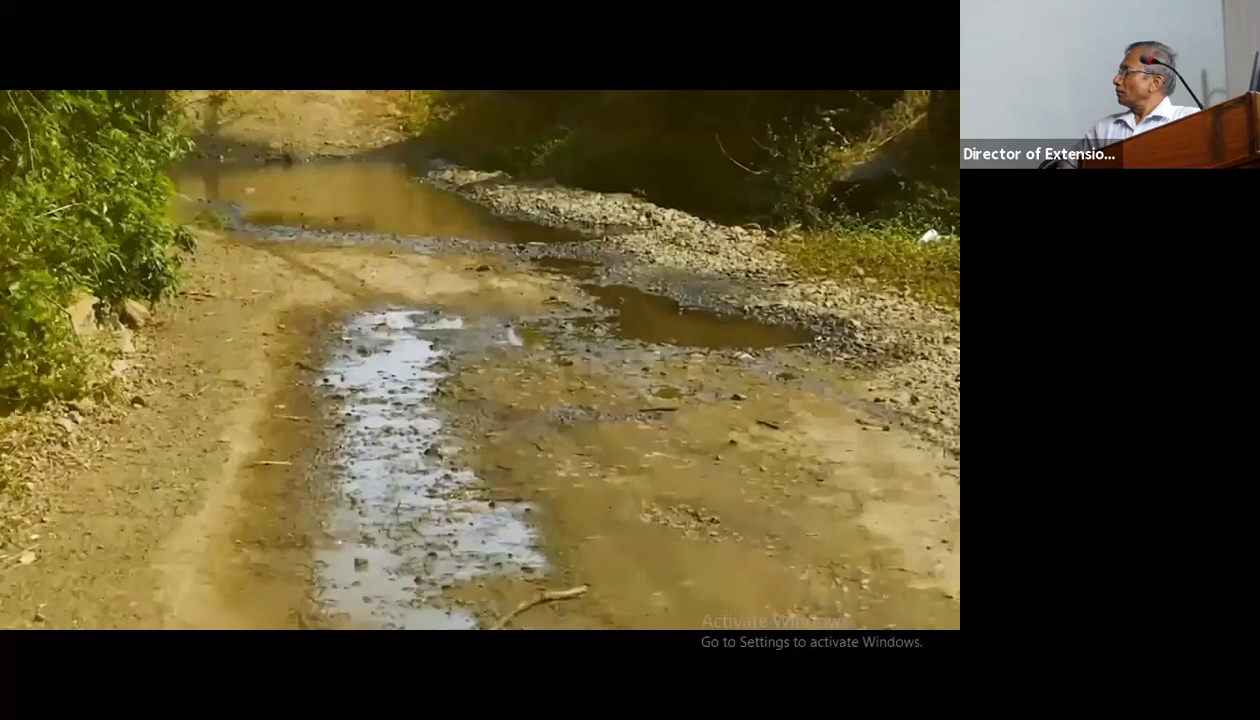 Director of Extensio...
Activate Windows
Go to Settings to activate Windows.